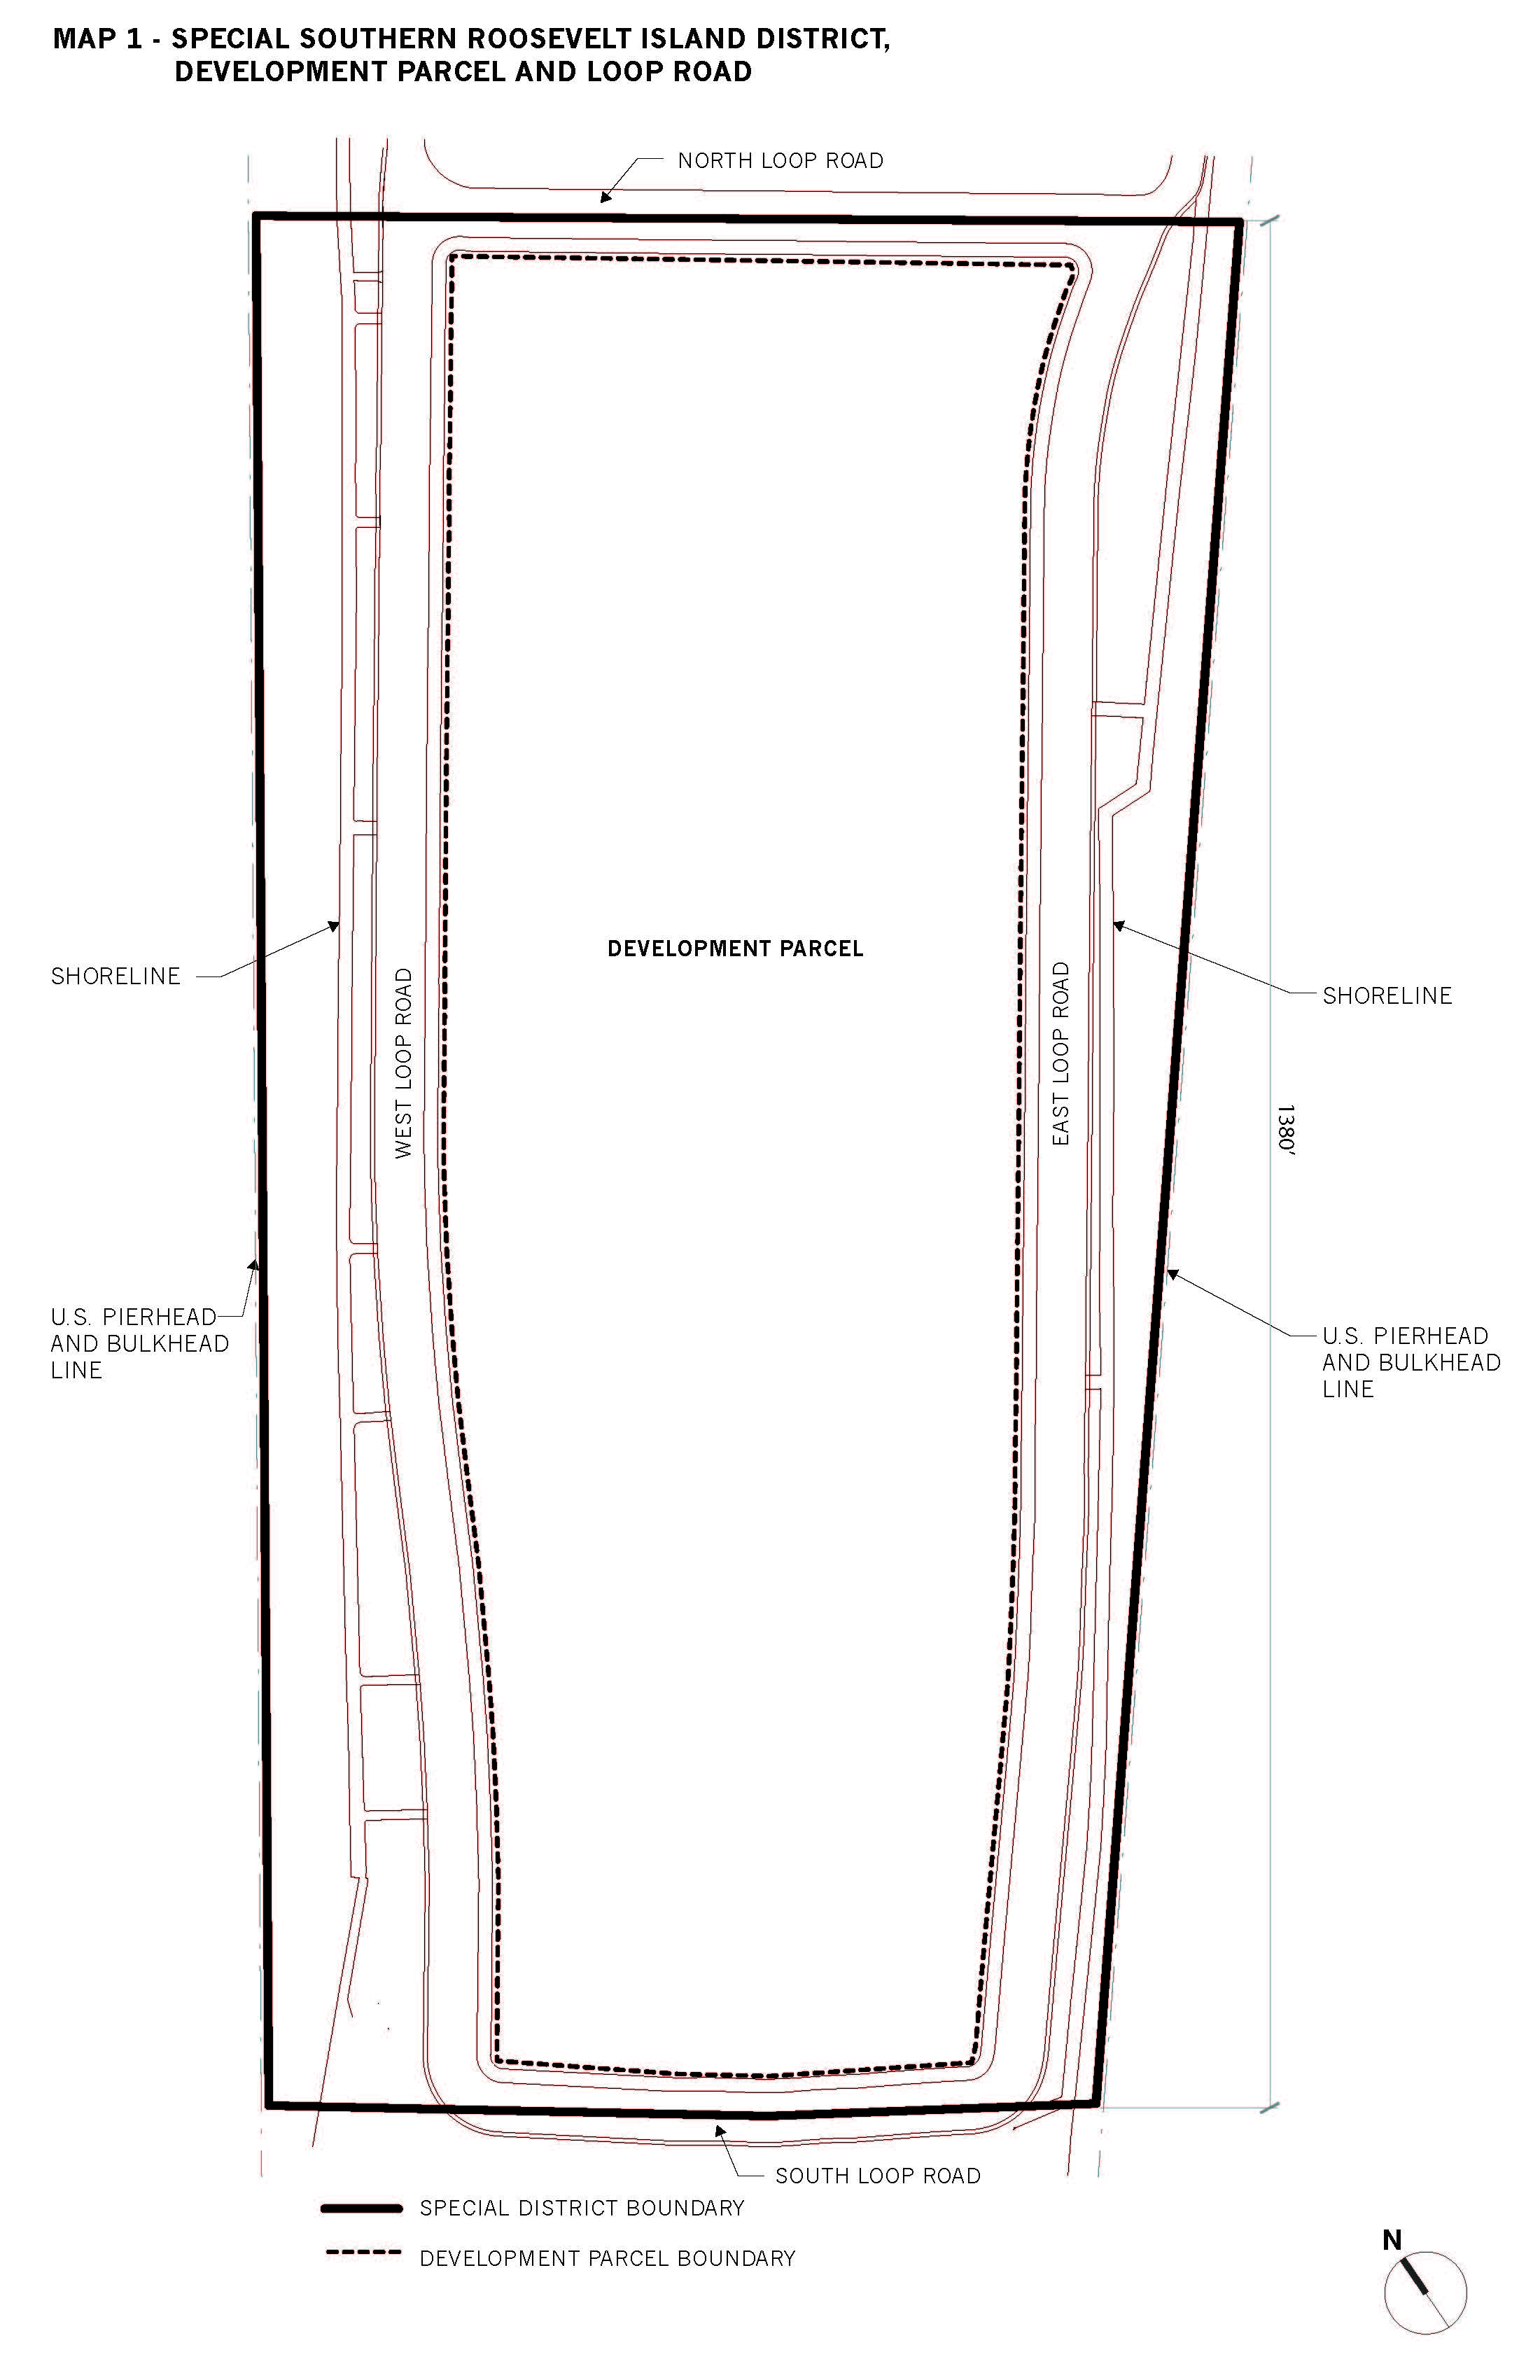 MAP 1 - SPECIAL SOUTHERN ROOSEVELT ISLAND DISTRICT,
DEVELOPMENT PARCEL AND LOOP ROAD
NORTH LOOP ROAD
DEVELOPMENT PARCEL
SHORELINE
WEST LOOP ROAD
EAST LOOP ROAD
SHORELINE
1380'
U.S. PIERHEAD
AND BULKHEAD
LINE
U.S. PIERHEAD
AND BULKHEAD
LINE
SOUTH LOOP ROAD
SPECIAL DISTRICT BOUNDARY
DEVELOPMENT PARCEL BOUNDARY
N